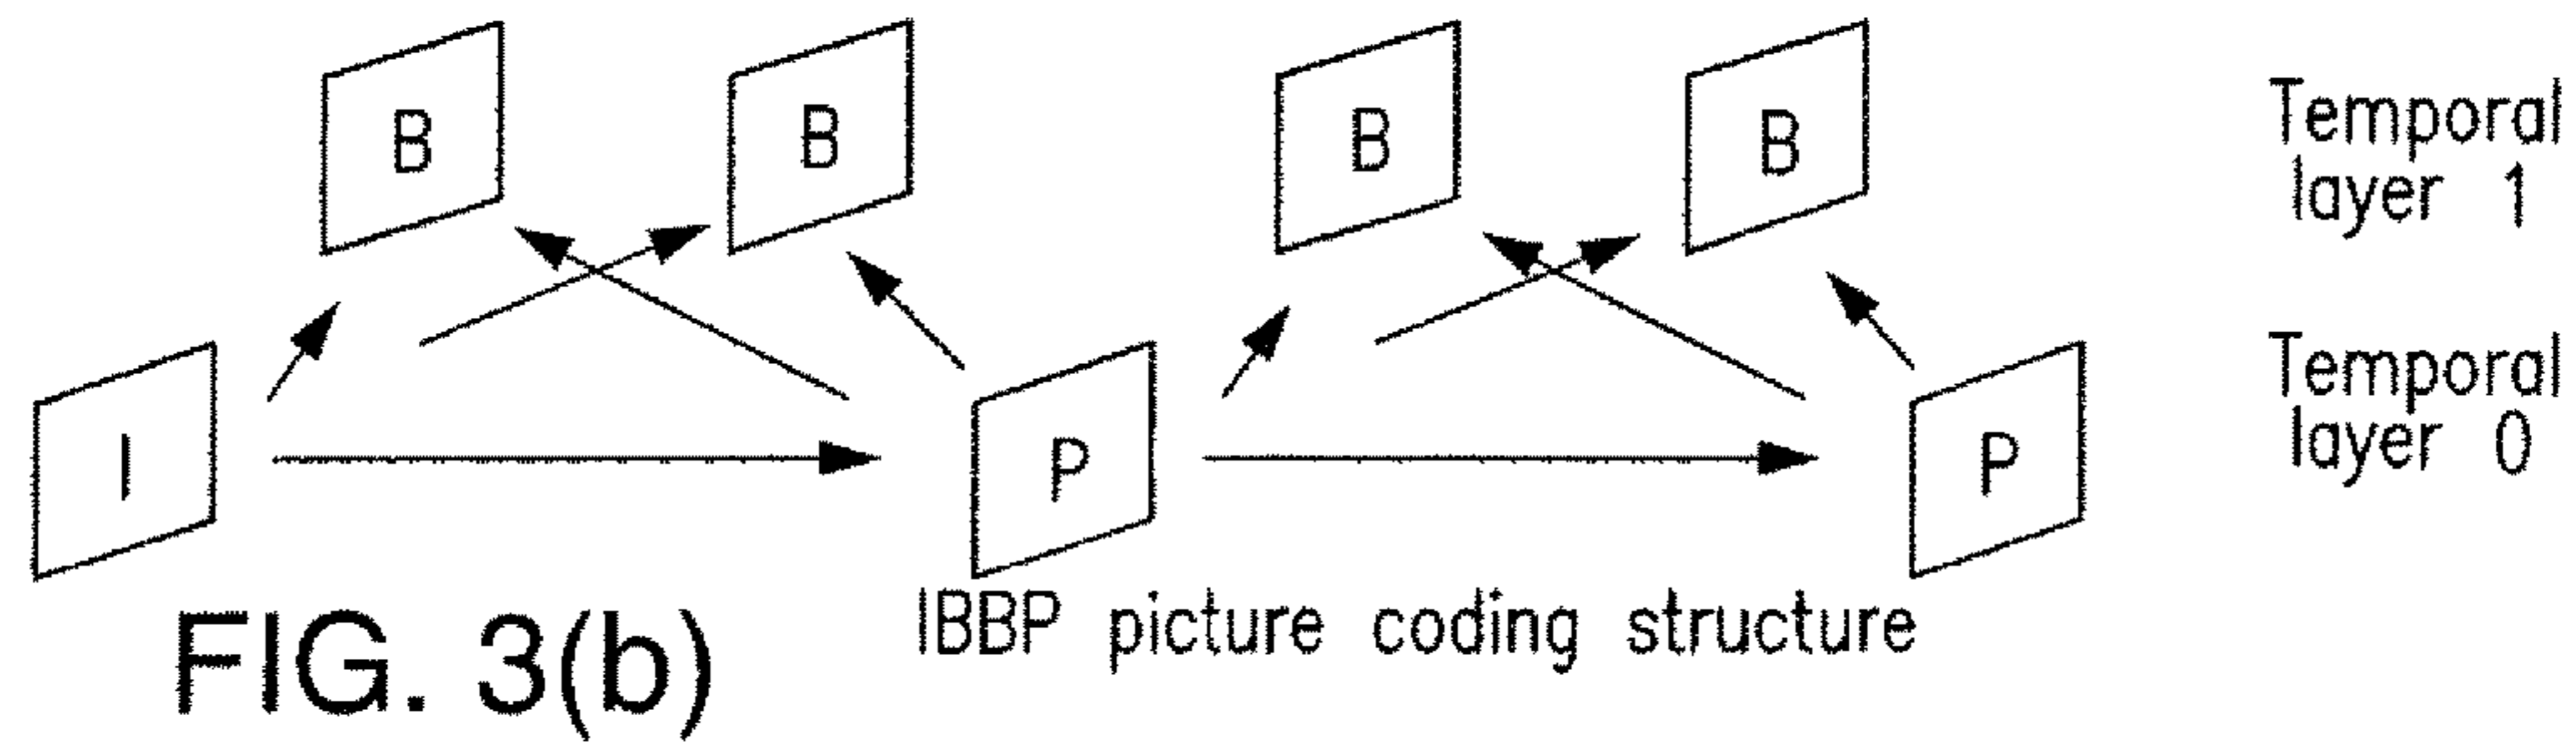 B B B B
Temporal
layer 1
Temporal
layer 0
I P P
IBBP picture coding structure
FIG. 3(b)